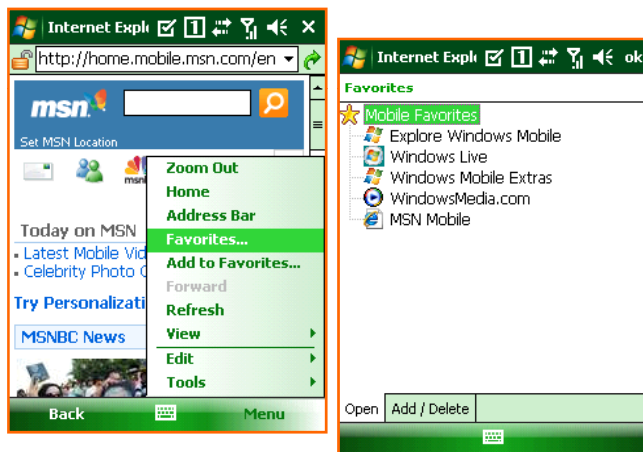 Internet Explo
http://home.mobile.msn.com/en
msn
Set MSN Location
Today on MSN
Latest Mobile Vid
Celebrity Photo
Try Personalizati
MSNBC News
Zoom Out
Home
Address Bar
Favorites...
Add to Favorites...
Forward
Refresh
View
Edit
Tools
Back
Menu
Internet Explo
ok
Favorites
Mobile Favorites
Explore Windows Mobile
Windows Live
Windows Mobile Extras
WindowsMedia.com
MSN Mobile
Open Add / Delete